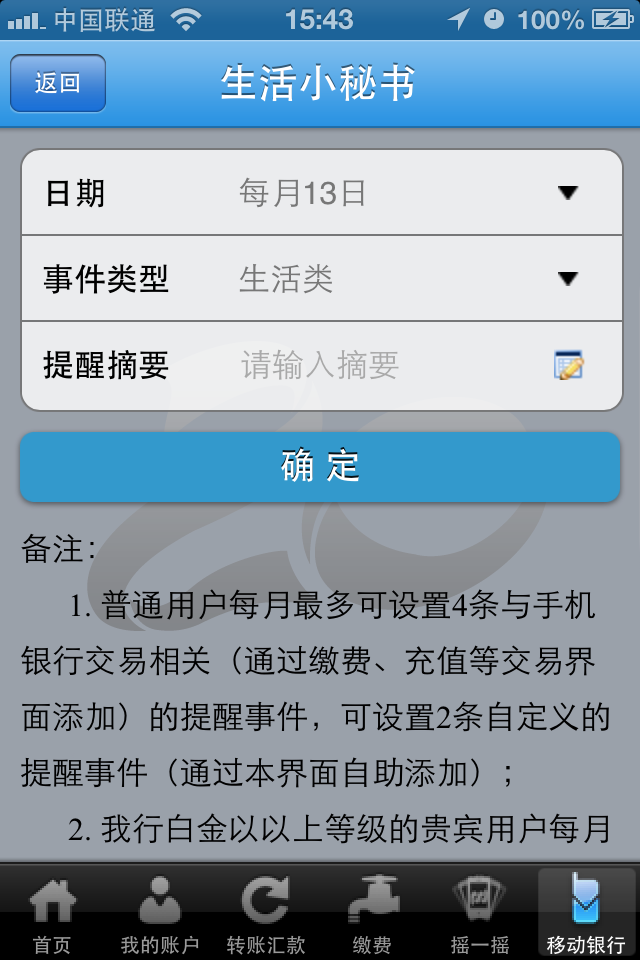 中国联通 15:43 100%
返回 生活小秘书
日期 每月13日
事件类型 生活类
提醒摘要 请输入摘要
确 定
备注：
1. 普通用户每月最多可设置4条与手机
银行交易相关（通过缴费、充值等交易界
面添加）的提醒事件，可设置2条自定义的
提醒事件（通过本界面自助添加）；
2. 我行白金以以上等级的贵宾用户每月
首页 我的账户 转账汇款 缴费 摇一摇 移动银行